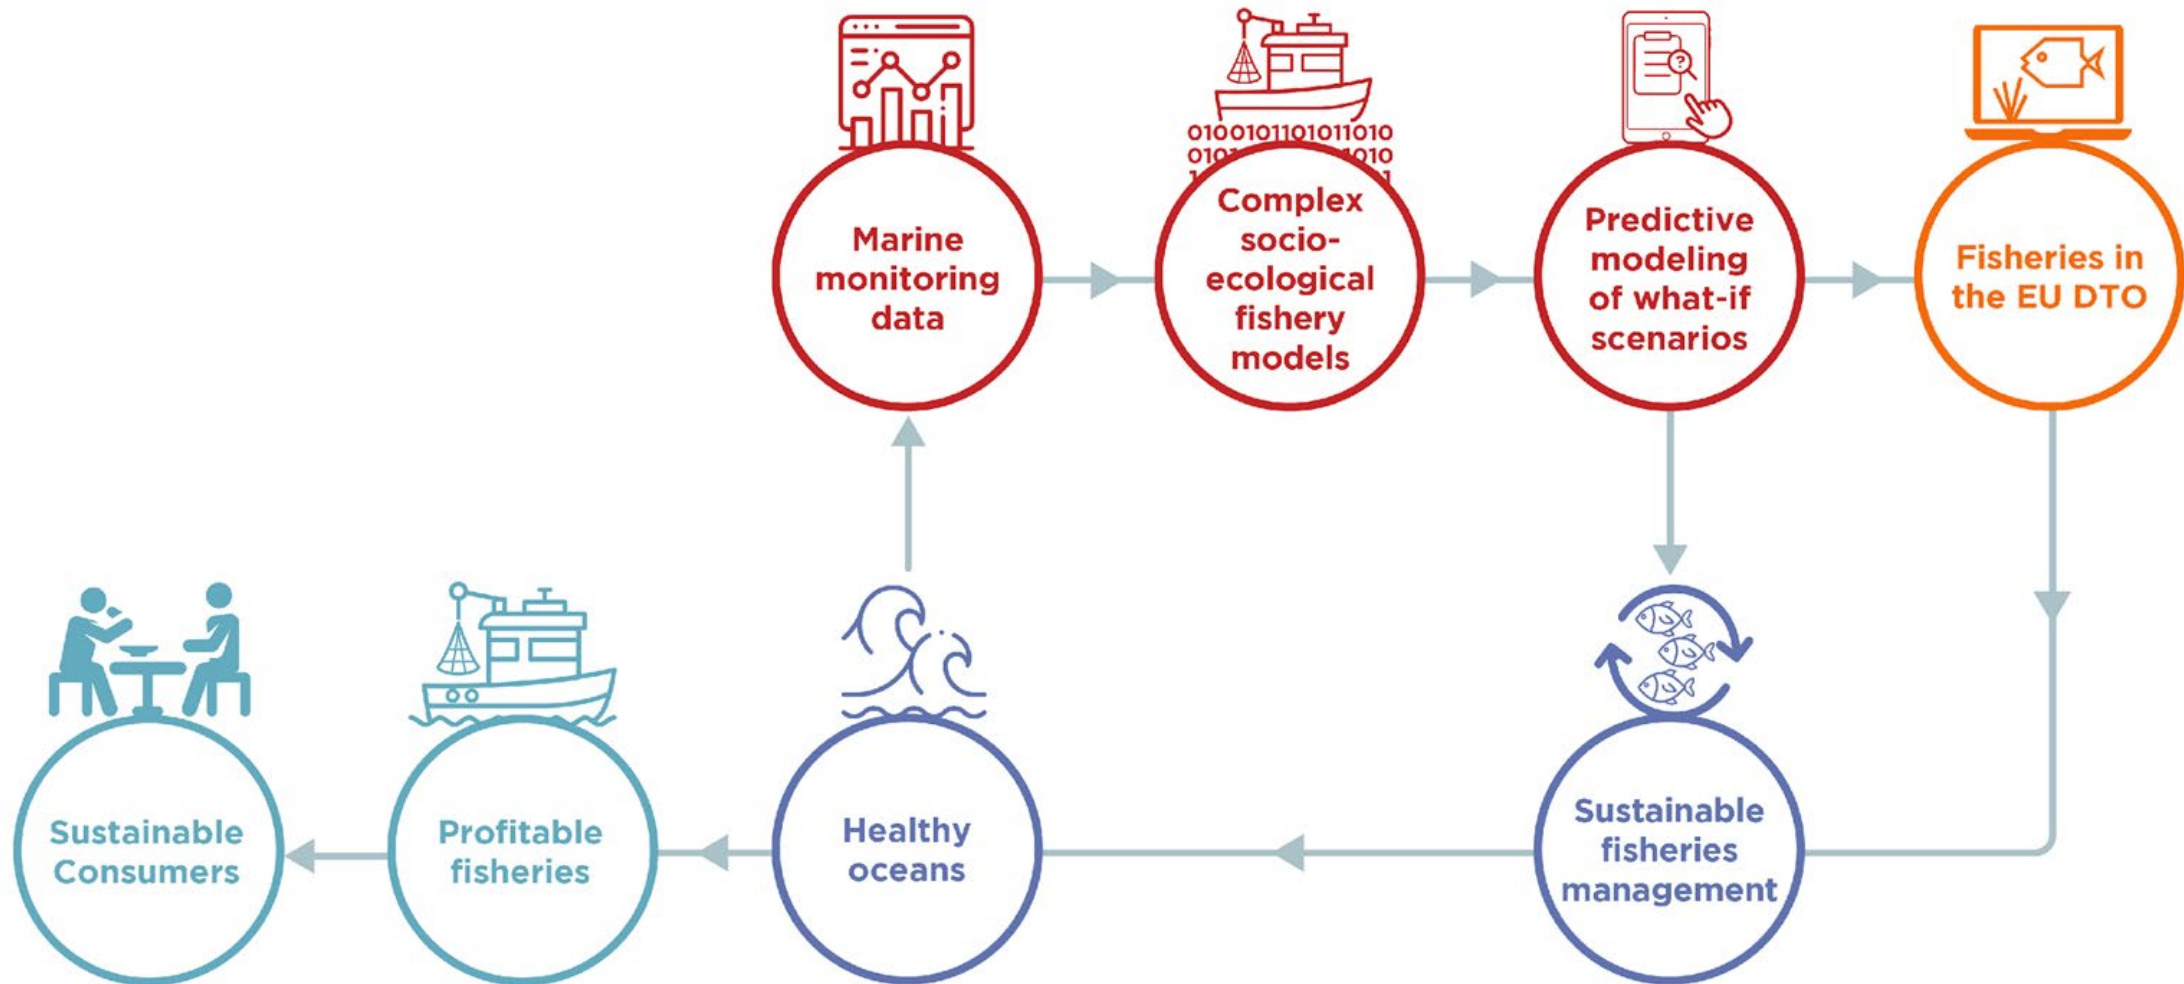 0100101101011010
Marine
monitoring
data
Complex
socio-
ecological
fishery
models
?
Predictive
modeling
of what-if
scenarios
Fisheries in
the EU DTO
Sustainable
Consumers
Profitable
fisheries
Healthy
oceans
Sustainable
fisheries
management